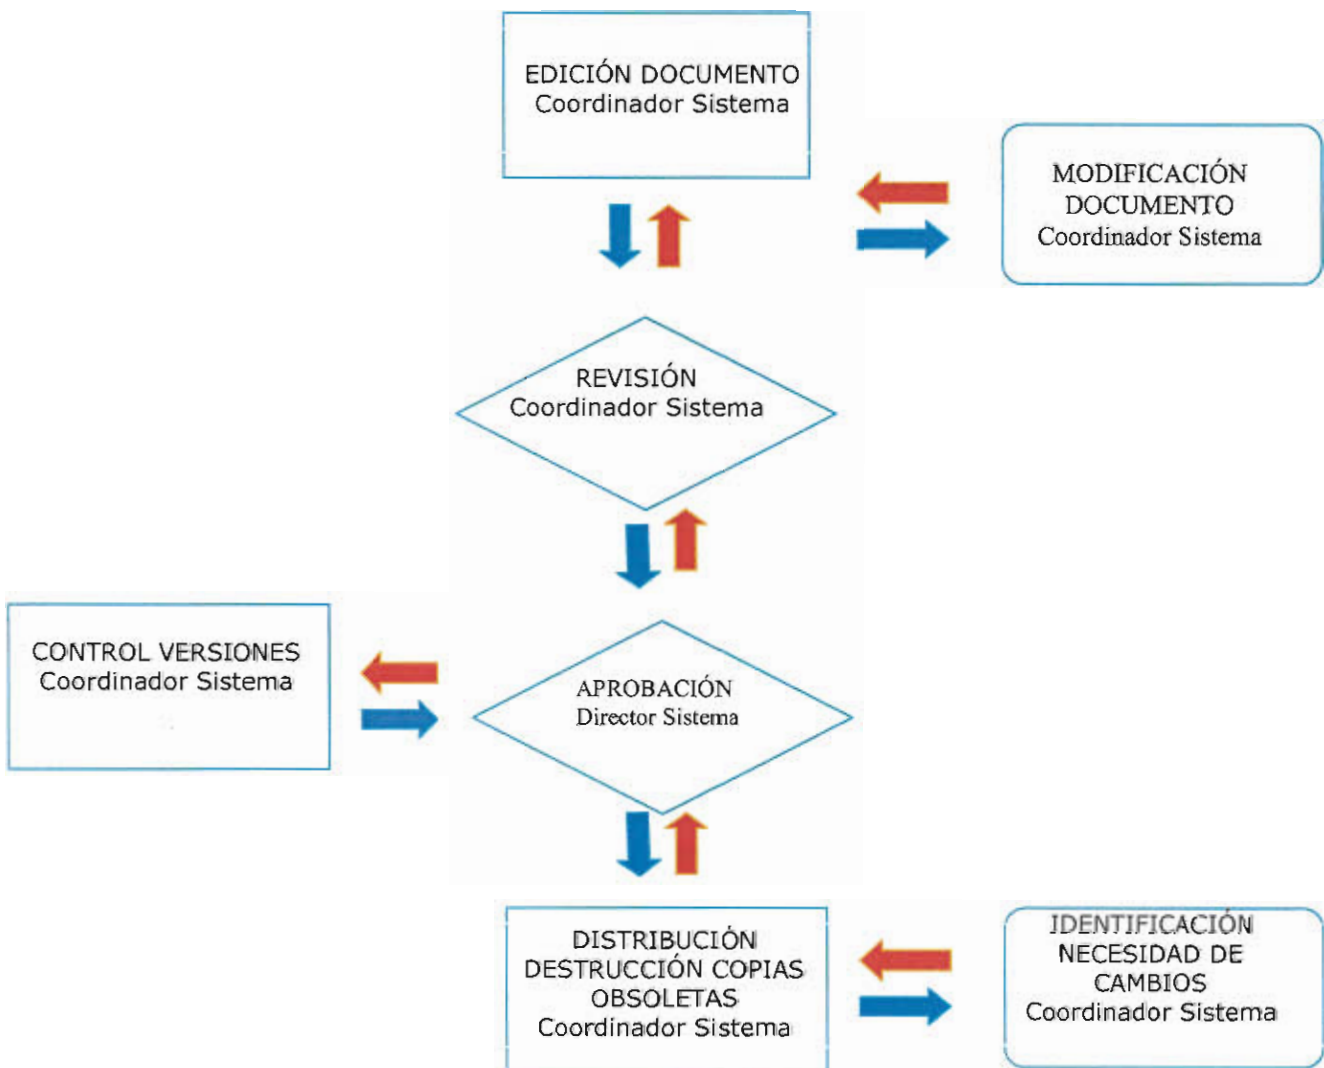 EDICIÓN DOCUMENTO
Coordinador Sistema
MODIFICACIÓN
DOCUMENTO
Coordinador Sistema
REVISIÓN
Coordinador Sistema
CONTROL VERSIONES
Coordinador Sistema
APROBACIÓN
Director Sistema
DISTRIBUCIÓN
DESTRUCCIÓN COPIAS
OBSOLETAS
Coordinador Sistema
IDENTIFICACIÓN
NECESIDAD DE
CAMBIOS
Coordinador Sistema